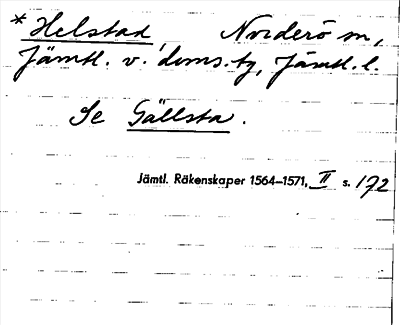 * Helstad Norderö sn,
Jämtl. v. doms.tg, Jämtl. l.
Se Gällsta.
Jämtl. Räkenskaper 1564–1571, II s. 172